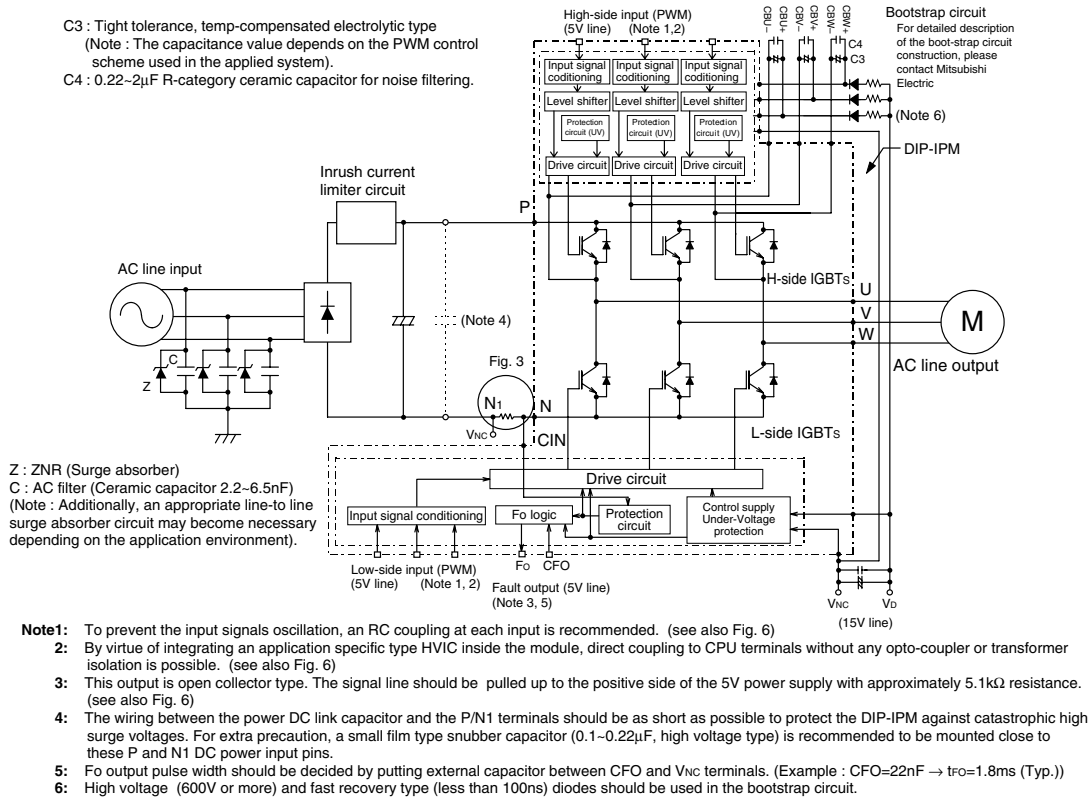 C3 : Tight tolerance, temp-compensated electrolytic type
(Note : The capacitance value depends on the PWM control
scheme used in the applied system).
C4 : 0.22~2μF R-category ceramic capacitor for noise filtering.
High-side input (PWM)
(5V line) (Note 1,2)
CBU–
CBU+
CBV–
CBV+
CBW–
CBW+
C4
C3
Bootstrap circuit
For detailed description
of the boot-strap circuit
construction, please
contact Mitsubishi
Electric
(Note 6)
DIP-IPM
Input signal coditioning
Input signal conditioning
Input signal coditioning
Level shifter
Level shifter
Level shifter
Protection circuit (UV)
Protection circuit (UV)
Protection circuit (UV)
Drive circuit
Drive circuit
Drive circuit
Inrush current
limiter circuit
P
AC line input
H-side IGBTs
U
V
W
M
AC line output
(Note 4)
C
Z
Fig. 3
N1
N
VNC
CIN
L-side IGBTs
Z : ZNR (Surge absorber)
C : AC filter (Ceramic capacitor 2.2~6.5nF)
(Note : Additionally, an appropriate line-to line
surge absorber circuit may become necessary
depending on the application environment).
Drive circuit
Input signal conditioning
Fo logic
Protection
circuit
Control supply
Under-Voltage
protection
Low-side input (PWM)
(5V line) (Note 1, 2)
Fo
CFO
Fault output (5V line)
(Note 3, 5)
VNC
VD
(15V line)
Note1: To prevent the input signals oscillation, an RC coupling at each input is recommended. (see also Fig. 6)
2: By virtue of integrating an application specific type HVIC inside the module, direct coupling to CPU terminals without any opto-coupler or transformer
isolation is possible. (see also Fig. 6)
3: This output is open collector type. The signal line should be pulled up to the positive side of the 5V power supply with approximately 5.1kΩ resistance.
(see also Fig. 6)
4: The wiring between the power DC link capacitor and the P/N1 terminals should be as short as possible to protect the DIP-IPM against catastrophic high
surge voltages. For extra precaution, a small film type snubber capacitor (0.1~0.22μF, high voltage type) is recommended to be mounted close to
these P and N1 DC power input pins.
5: Fo output pulse width should be decided by putting external capacitor between CFO and VNC terminals. (Example : CFO=22nF → tFO=1.8ms (Typ.))
6: High voltage (600V or more) and fast recovery type (less than 100ns) diodes should be used in the bootstrap circuit.